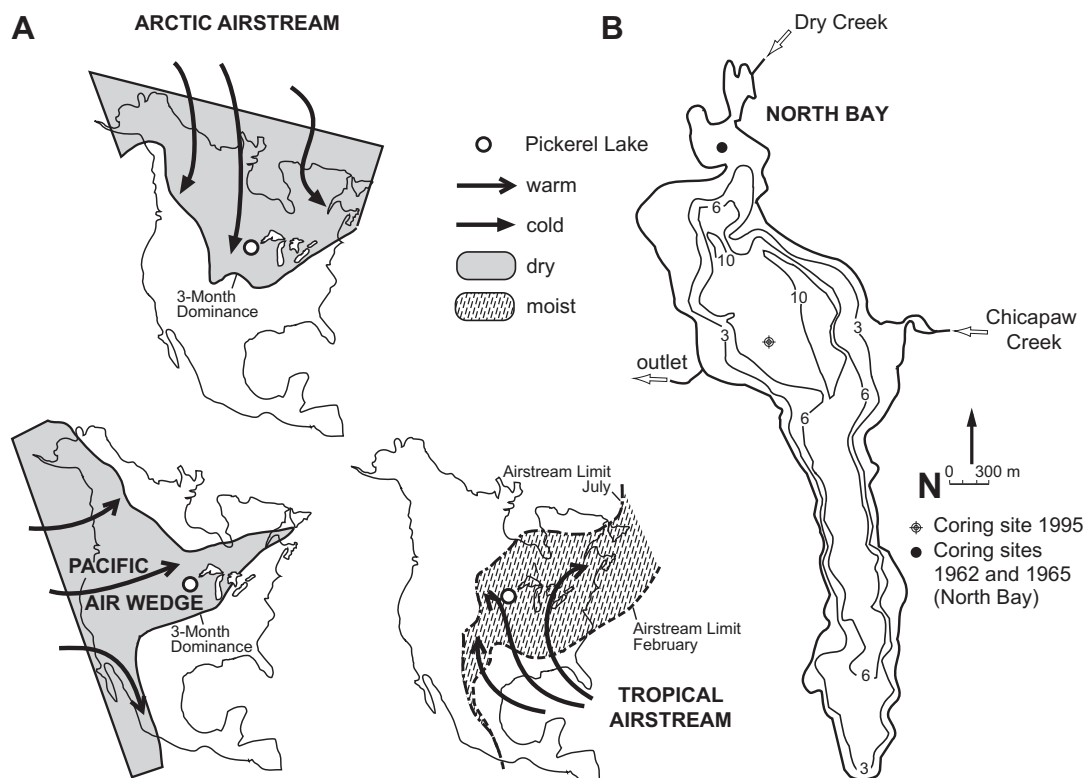 A
ARCTIC AIRSTREAM
3-Month
Dominance
Pickerel Lake
warm
cold
dry
moist
PACIFIC
AIR WEDGE
3-Month
Dominance
Airstream Limit
July
Airstream Limit
February
TROPICAL
AIRSTREAM
B
Dry Creek
NORTH BAY
6
10
10
3
3
Chicapaw
Creek
outlet
6
6
N
0 300 m
Coring site 1995
Coring sites
1962 and 1965
(North Bay)
6
3